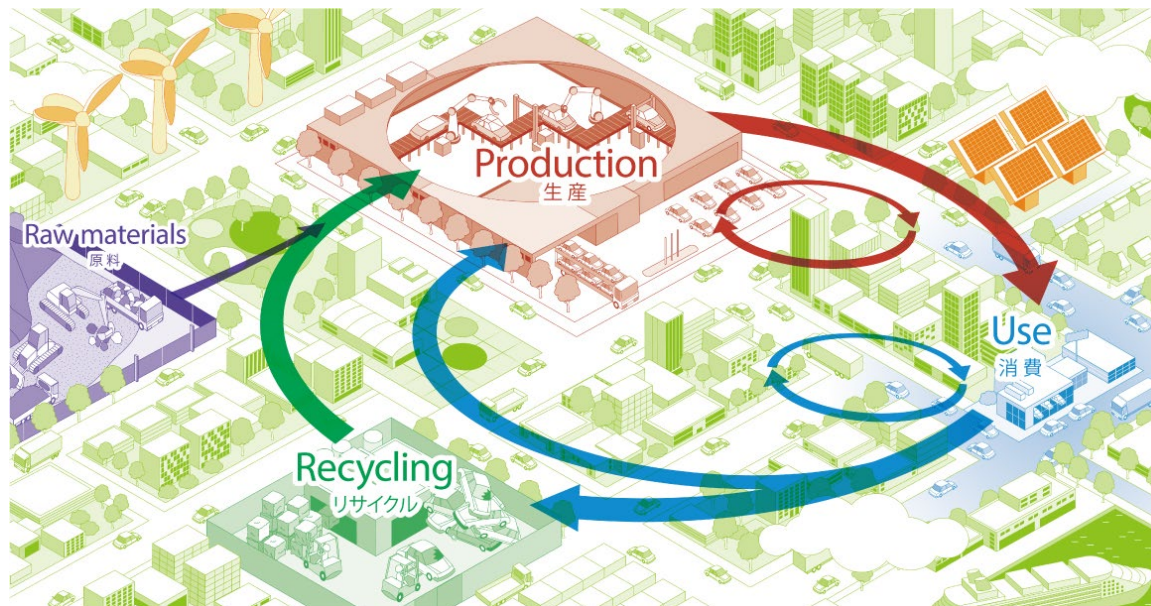 Production
生産
Raw materials
原料
Use
消費
Recycling
リサイクル